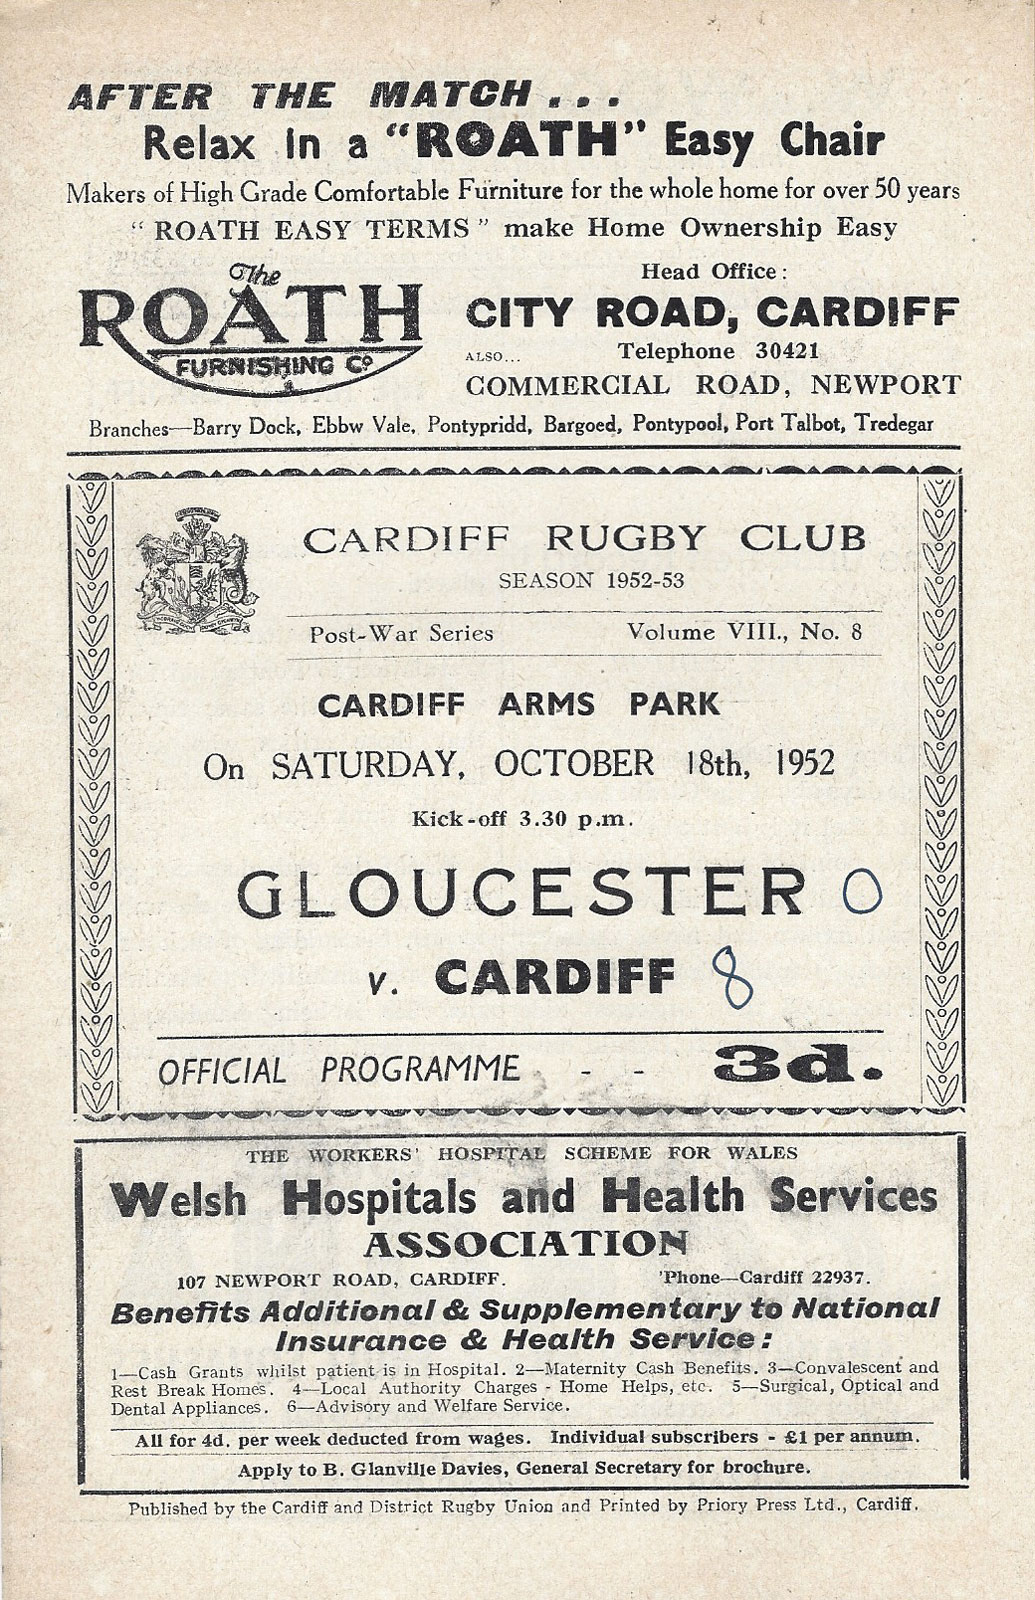 AFTER THE MATCH . . .
Relax in a "ROATH" Easy Chair
Makers of High Grade Comfortable Furniture for the whole home for over 50 years
" ROATH EASY TERMS " make Home Ownership Easy
The
ROATH
FURNISHING Co
Head Office :
CITY ROAD, CARDIFF
Telephone 30421
ALSO...
COMMERCIAL ROAD, NEWPORT
Branches—Barry Dock, Ebbw Vale, Pontypridd, Bargoed, Pontypool, Port Talbot, Tredegar
CARDIFF RUGBY CLUB
SEASON 1952-53
Post-War Series Volume VIII., No. 8
CARDIFF ARMS PARK
On SATURDAY, OCTOBER 18th, 1952
Kick-off 3.30 p.m.
GLOUCESTER 0
v. CARDIFF 8
OFFICIAL PROGRAMME - - 3d.
THE WORKERS' HOSPITAL SCHEME FOR WALES
Welsh Hospitals and Health Services
ASSOCIATION
107 NEWPORT ROAD, CARDIFF. 'Phone—Cardiff 22937.
Benefits Additional & Supplementary to National
Insurance & Health Service :
1—Cash Grants whilst patient is in Hospital. 2—Maternity Cash Benefits. 3—Convalescent and
Rest Break Homes. 4—Local Authority Charges - Home Helps, etc. 5—Surgical, Optical and
Dental Appliances. 6—Advisory and Welfare Service.
All for 4d. per week deducted from wages. Individual subscribers - £1 per annum.
Apply to B. Glanville Davies, General Secretary for brochure.
Published by the Cardiff and District Rugby Union and Printed by Priory Press Ltd., Cardiff.